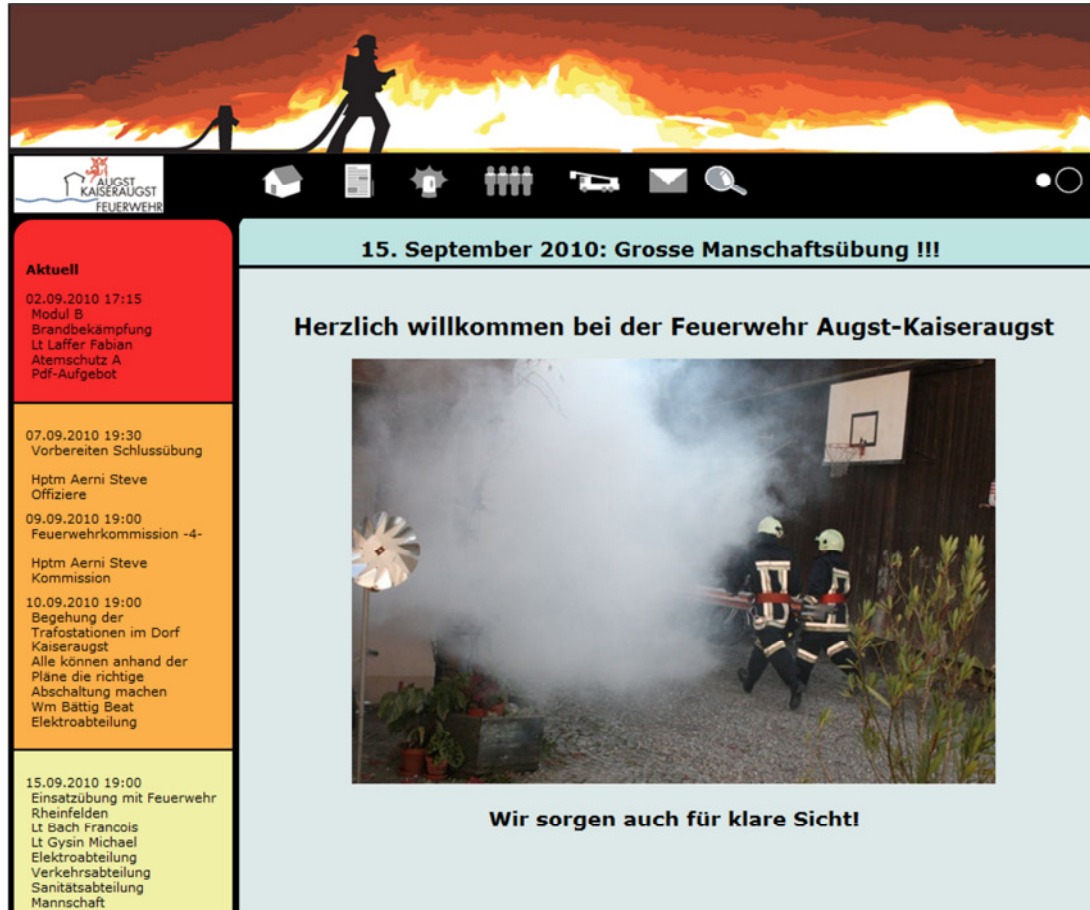 AUGST
KAISERAUGST
FEUERWEHR
15. September 2010: Grosse Manschaftsübung !!!
Aktuell
02.09.2010 17:15
Modul B
Brandbekämpfung
Lt Laffer Fabian
Atemschutz A
Pdf-Aufgebot
07.09.2010 19:30
Vorbereiten Schlussübung
Hptm Aerni Steve
Offiziere
09.09.2010 19:00
Feuerwehrkommission -4-
Hptm Aerni Steve
Kommission
10.09.2010 19:00
Begehung der
Trafostationen im Dorf
Kaiseraugst
Alle können anhand der
Pläne die richtige
Abschaltung machen
Wm Bättig Beat
Elektroabteilung
15.09.2010 19:00
Einsatzübung mit Feuerwehr
Rheinfelden
Lt Bach Francois
Lt Gysin Michael
Elektroabteilung
Verkehrsabteilung
Sanitätsabteilung
Mannschaft
Herzlich willkommen bei der Feuerwehr Augst-Kaiseraugst
Wir sorgen auch für klare Sicht!